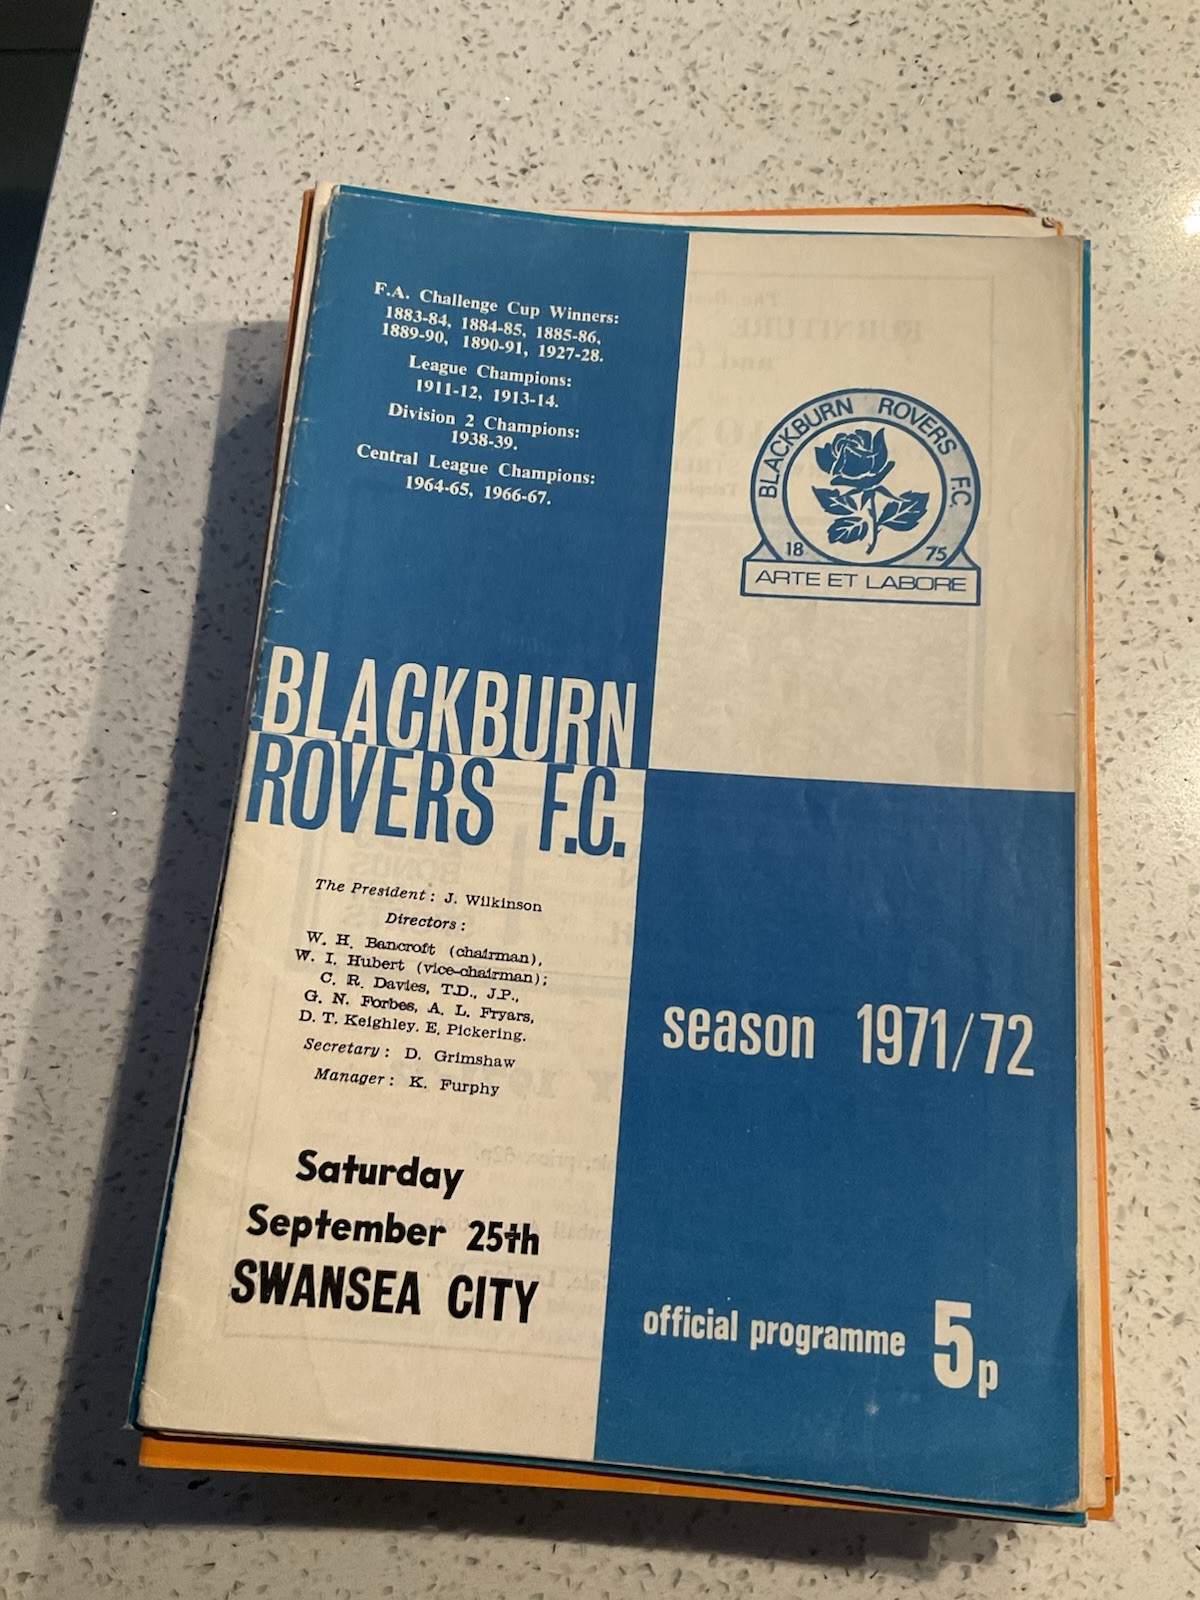 F.A. Challenge Cup Winners:
1883-84, 1884-85, 1885-86,
1889-90, 1890-91, 1927-28.
League Champions:
1911-12, 1913-14.
Division 2 Champions:
1938-39.
Central League Champions:
1964-65, 1966-67.
BLACKBURN ROVERS F.C.
18 75
ARTE ET LABORE
BLACKBURN
ROVERS F.C.
The President: J. Wilkinson
Directors:
W. H. Bancroft (chairman),
W. I. Hubert (vice-chairman);
C. R. Davies, T.D., J.P.,
G. N. Forbes, A. L. Fryars,
D. T. Keighley. E. Pickering.
Secretary: D. Grimshaw
Manager: K. Furphy
Saturday
September 25th
SWANSEA CITY
season 1971/72
official programme 5p